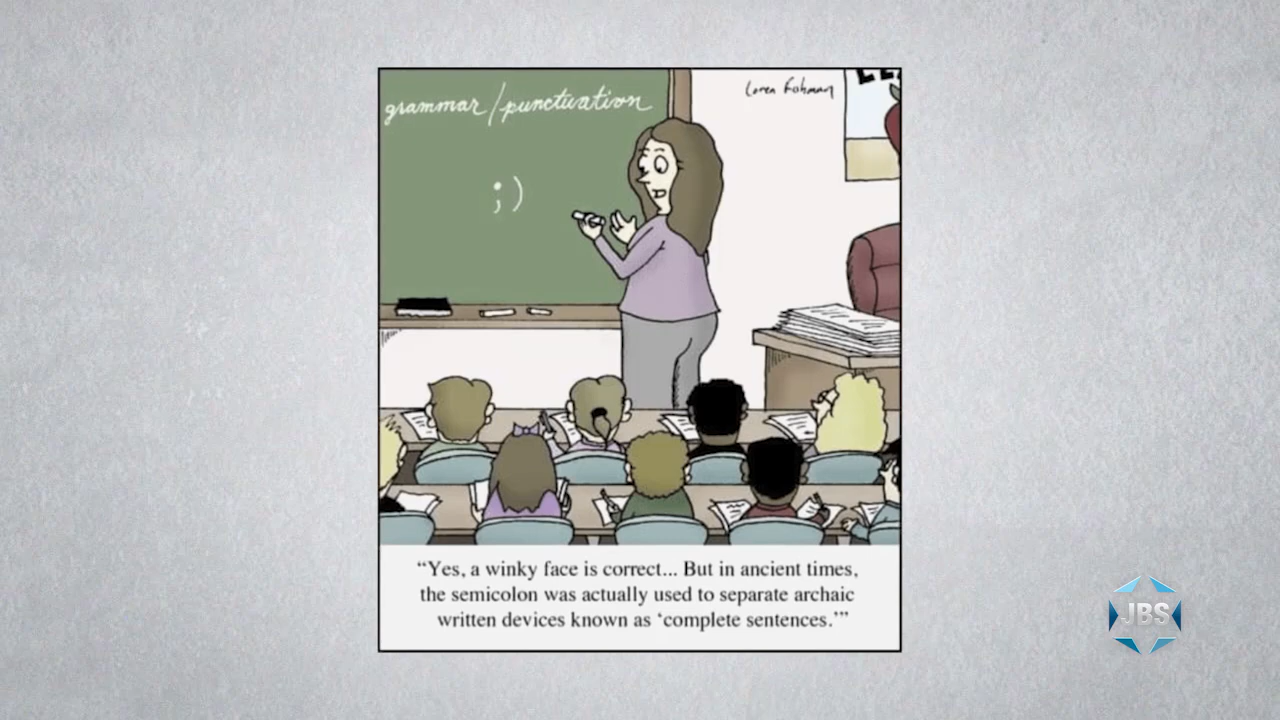 grammar/punctuation
Loren Fishman
;)
“Yes, a winky face is correct... But in ancient times,
the semicolon was actually used to separate archaic
written devices known as ‘complete sentences.’”
JBS